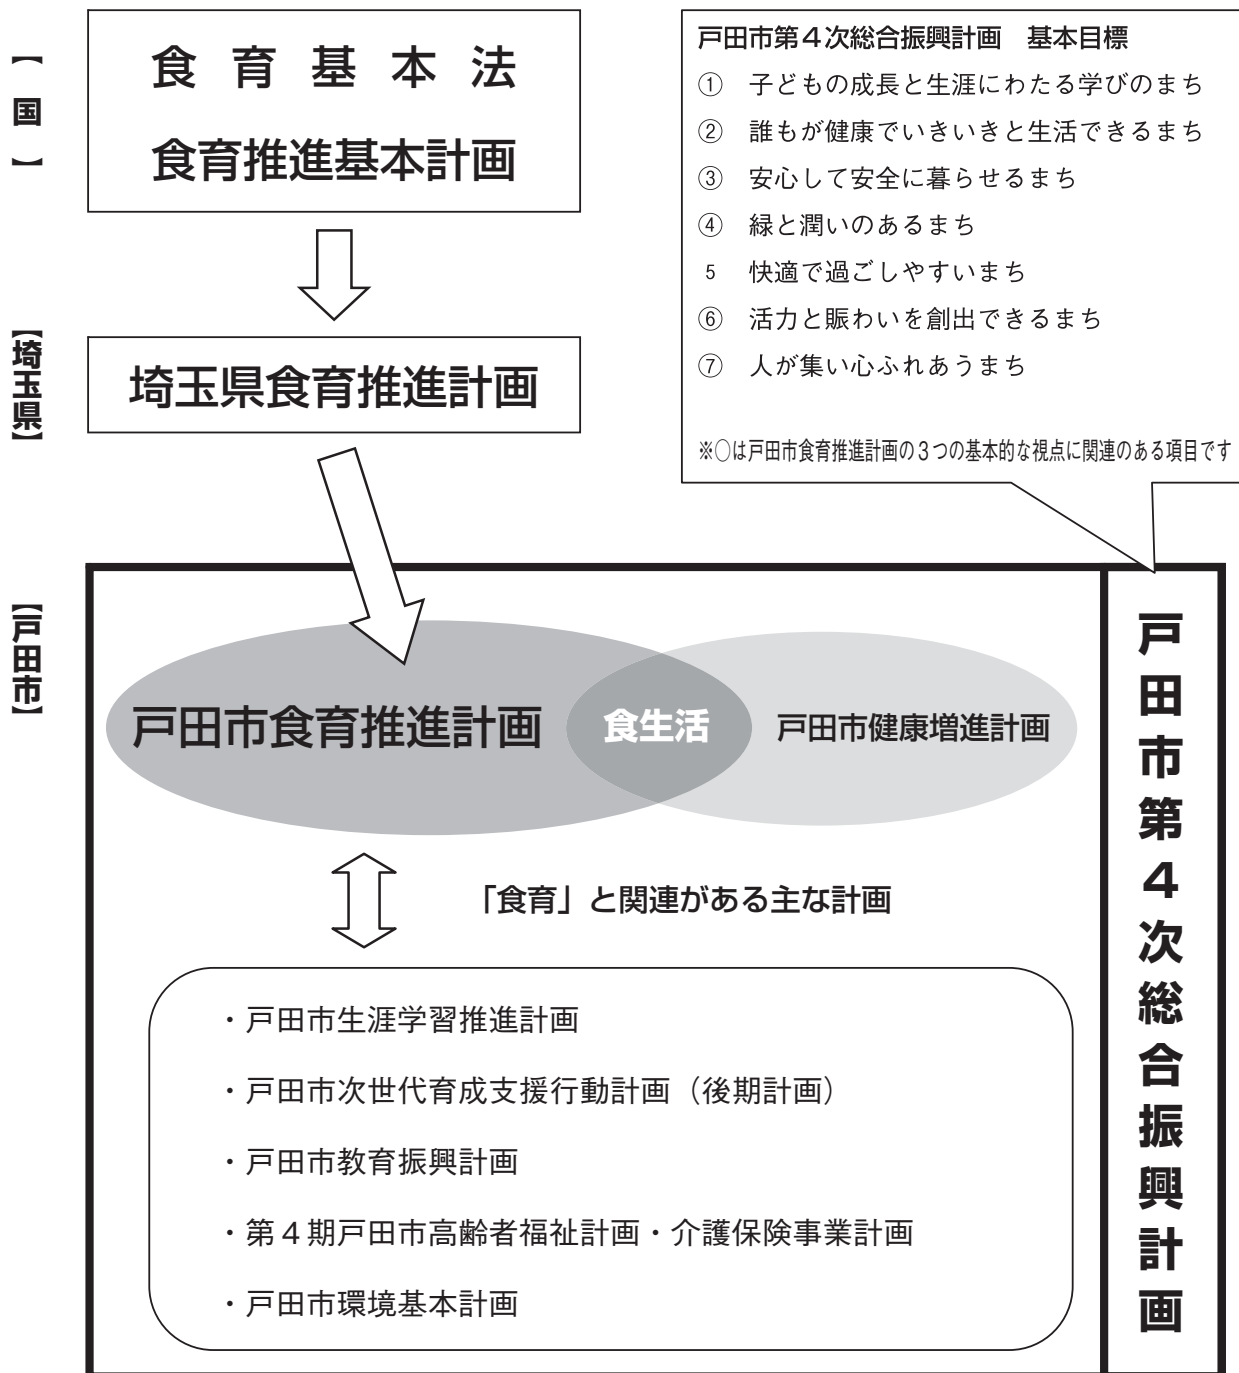 【国】
食育基本法
食育推進基本計画
戸田市第４次総合振興計画　基本目標
①　子どもの成長と生涯にわたる学びのまち
②　誰もが健康でいきいきと生活できるまち
③　安心して安全に暮らせるまち
④　緑と潤いのあるまち
5　快適で過ごしやすいまち
⑥　活力と賑わいを創出できるまち
⑦　人が集い心ふれあうまち
※○は戸田市食育推進計画の３つの基本的な視点に関連のある項目です
【埼玉県】
埼玉県食育推進計画
【戸田市】
戸田市食育推進計画
食生活
戸田市健康増進計画
「食育」と関連がある主な計画
・戸田市生涯学習推進計画
・戸田市次世代育成支援行動計画（後期計画）
・戸田市教育振興計画
・第４期戸田市高齢者福祉計画・介護保険事業計画
・戸田市環境基本計画
戸田市第４次総合振興計画